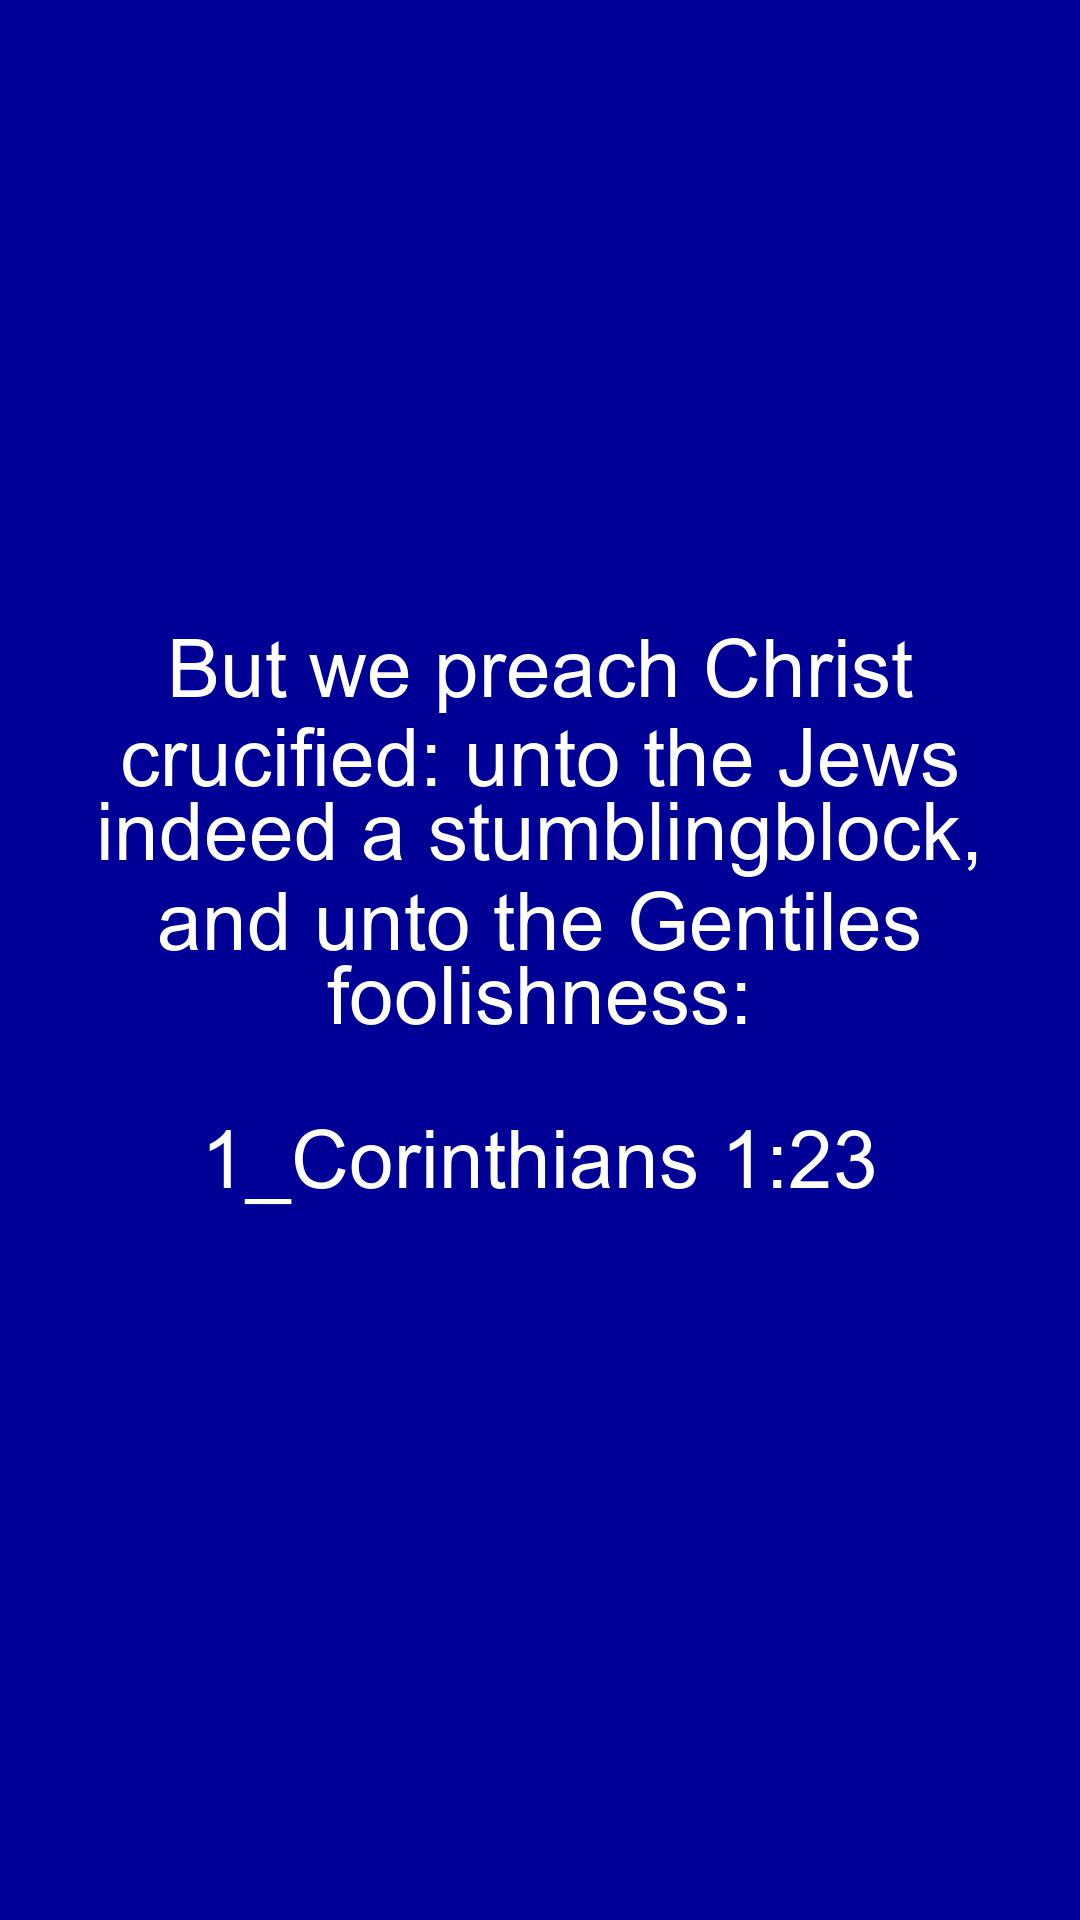 But we preach Christ
crucified: unto the Jews
indeed a stumblingblock,
and unto the Gentiles
foolishness:
1_Corinthians 1:23